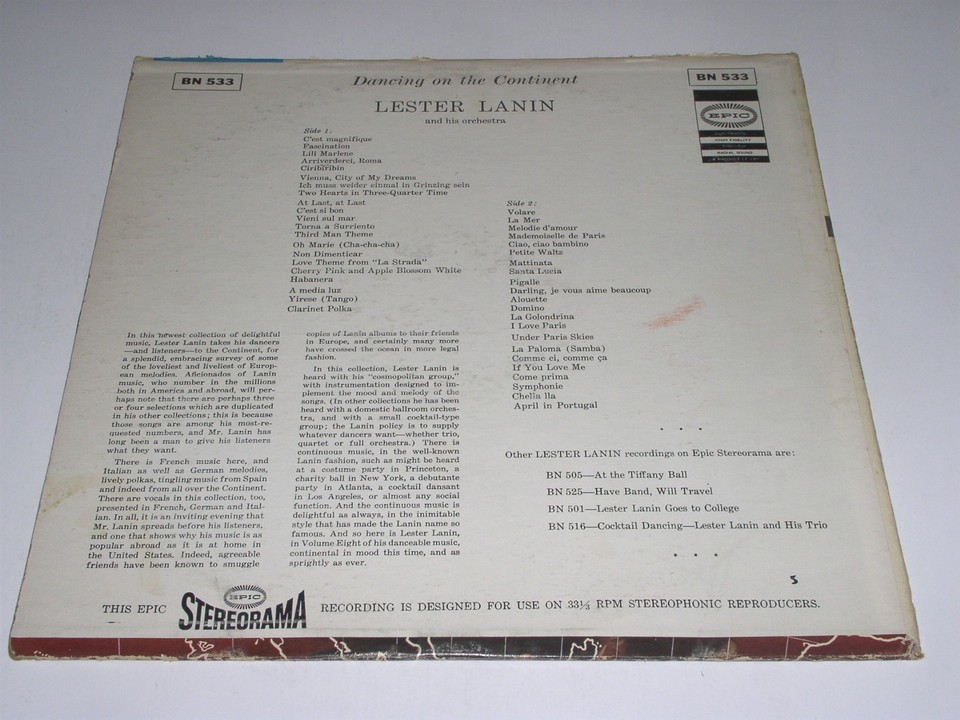 BN 533
Dancing on the Continent
BN 533
LESTER LANIN
and his orchestra
EPIC
HIGH FIDELITY
RADIAL SOUND
Side 1:
C'est magnifique
Fascination
Lili Marlene
Arriverderci, Roma
Ciribiribin
Vienna, City of My Dreams
Ich muss weider einmal in Grinzing sein
Two Hearts in Three-Quarter Time
At Last, at Last
C'est si bon
Vieni sul mar
Torna a Surriento
Third Man Theme
Oh Marie (Cha-cha-cha)
Non Dimenticar
Love Theme from "La Strada"
Cherry Pink and Apple Blossom White
Habanera
A media luz
Yirese (Tango)
Clarinet Polka
Side 2:
Volare
La Mer
Melodie d'amour
Mademoiselle de Paris
Ciao, ciao bambino
Petite Waltz
Mattinata
Santa Lucia
Pigalle
Darling, je vous aime beaucoup
Alouette
Domino
La Golondrina
I Love Paris
Under Paris Skies
La Paloma (Samba)
Comme ci, comme ça
If You Love Me
Come prima
Symphonie
Chella lla
April in Portugal
In this newest collection of delightful
music, Lester Lanin takes his dancers
—and listeners—to the Continent, for
a splendid, embracing survey of some
of the loveliest and liveliest of Europ-
ean melodies. Aficionados of Lanin
music, who number in the millions
both in America and abroad, will per-
haps note that there are perhaps three
or four selections which are duplicated
in his other collections; this is because
those songs are among his most-re-
quested numbers, and Mr. Lanin has
long been a man to give his listeners
what they want.
There is French music here, and
Italian as well as German melodies,
lively polkas, tingling music from Spain
and indeed from all over the Continent.
There are vocals in this collection, too,
presented in French, German and Ital-
ian. In all, it is an inviting evening that
Mr. Lanin spreads before his listeners,
and one that shows why his music is as
popular abroad as it is at home in
the United States. Indeed, agreeable
friends have been known to smuggle
copies of Lanin albums to their friends
in Europe, and certainly many more
have crossed the ocean in more legal
fashion.
In this collection, Lester Lanin is
heard with his "cosmopolitan group,"
with instrumentation designed to im-
plement the mood and melody of the
songs. (In other collections he has been
heard with a domestic ballroom orches-
tra, and with a small cocktail-type
group; the Lanin policy is to supply
whatever dancers want—whether trio,
quartet or full orchestra.) There is
continuous music, in the well-known
Lanin fashion, such as might be heard
at a costume party in Princeton, a
charity ball in New York, a debutante
party in Atlanta, a cocktail dansant
in Los Angeles, or almost any social
function. And the continuous music is
delightful as always, in the inimitable
style that has made the Lanin name so
famous. And so here is Lester Lanin,
in Volume Eight of his danceable music,
continental in mood this time, and as
sprightly as ever.
Other LESTER LANIN recordings on Epic Stereorama are:
BN 505—At the Tiffany Ball
BN 525—Have Band, Will Travel
BN 501—Lester Lanin Goes to College
BN 516—Cocktail Dancing—Lester Lanin and His Trio
S
THIS EPIC EPIC STEREORAMA RECORDING IS DESIGNED FOR USE ON 33⅓ RPM STEREOPHONIC REPRODUCERS.